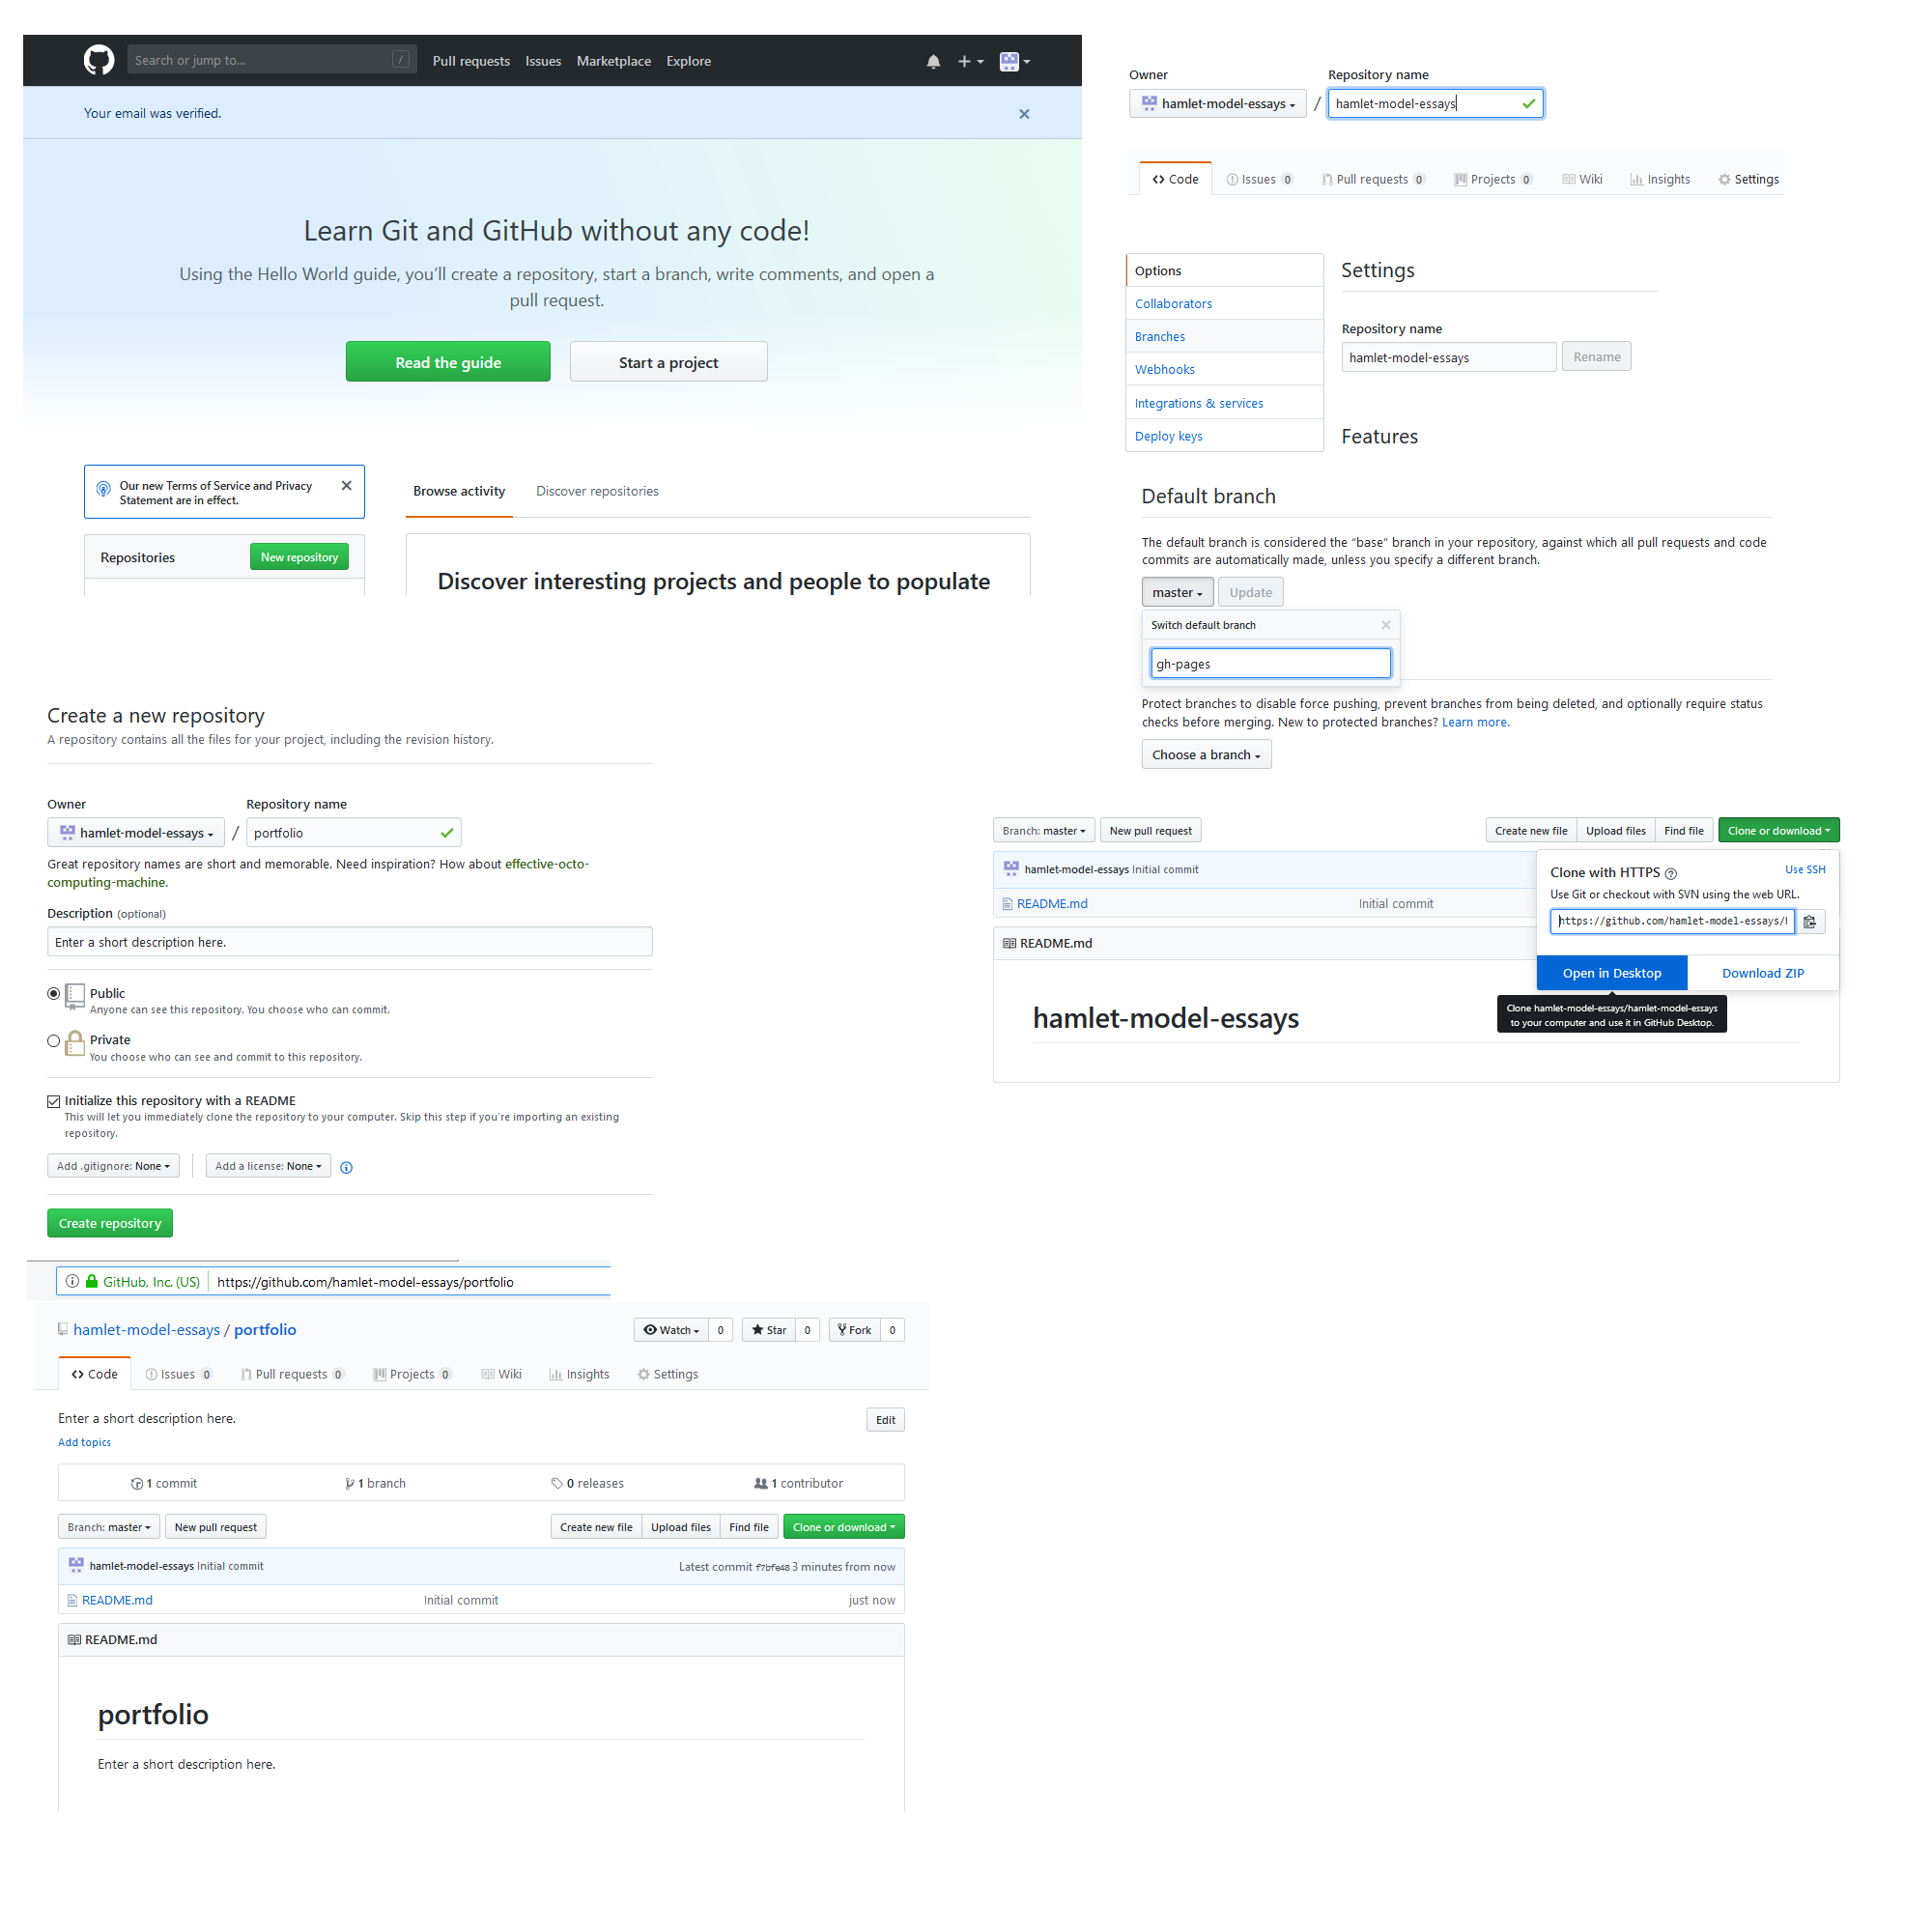 Search or jump to... / Pull requests Issues Marketplace Explore
Your email was verified.
Learn Git and GitHub without any code!
Using the Hello World guide, you’ll create a repository, start a branch, write comments, and open a
pull request.
Read the guide Start a project
Our new Terms of Service and Privacy
Statement are in effect.
Browse activity Discover repositories
Repositories New repository
Discover interesting projects and people to populate
Create a new repository
A repository contains all the files for your project, including the revision history.
Owner Repository name
hamlet-model-essays / portfolio
Great repository names are short and memorable. Need inspiration? How about effective-octo-
computing-machine.
Description (optional)
Enter a short description here.
Public
Anyone can see this repository. You choose who can commit.
Private
You choose who can see and commit to this repository.
Initialize this repository with a README
This will let you immediately clone the repository to your computer. Skip this step if you’re importing an existing
repository.
Add .gitignore: None Add a license: None
Create repository
GitHub, Inc. (US) https://github.com/hamlet-model-essays/portfolio
hamlet-model-essays / portfolio Watch 0 Star 0 Fork 0
Code Issues 0 Pull requests 0 Projects 0 Wiki Insights Settings
Enter a short description here. Edit
Add topics
1 commit 1 branch 0 releases 1 contributor
Branch: master New pull request Create new file Upload files Find file Clone or download
hamlet-model-essays Initial commit Latest commit f7bfe48 3 minutes from now
README.md Initial commit just now
README.md
portfolio
Enter a short description here.
Owner Repository name
hamlet-model-essays / hamlet-model-essays
Code Issues 0 Pull requests 0 Projects 0 Wiki Insights Settings
Options
Collaborators
Branches
Webhooks
Integrations & services
Deploy keys
Settings
Repository name
hamlet-model-essays Rename
Features
Default branch
The default branch is considered the “base” branch in your repository, against which all pull requests and code
commits are automatically made, unless you specify a different branch.
master Update
Switch default branch
gh-pages
Protect branches to disable force pushing, prevent branches from being deleted, and optionally require status
checks before merging. New to protected branches? Learn more.
Choose a branch
Branch: master New pull request Create new file Upload files Find file Clone or download
hamlet-model-essays Initial commit
README.md Initial commit
README.md
hamlet-model-essays
Clone with HTTPS Use SSH
Use Git or checkout with SVN using the web URL.
https://github.com/hamlet-model-essays/
Open in Desktop Download ZIP
Clone hamlet-model-essays/hamlet-model-essays
to your computer and use it in GitHub Desktop.